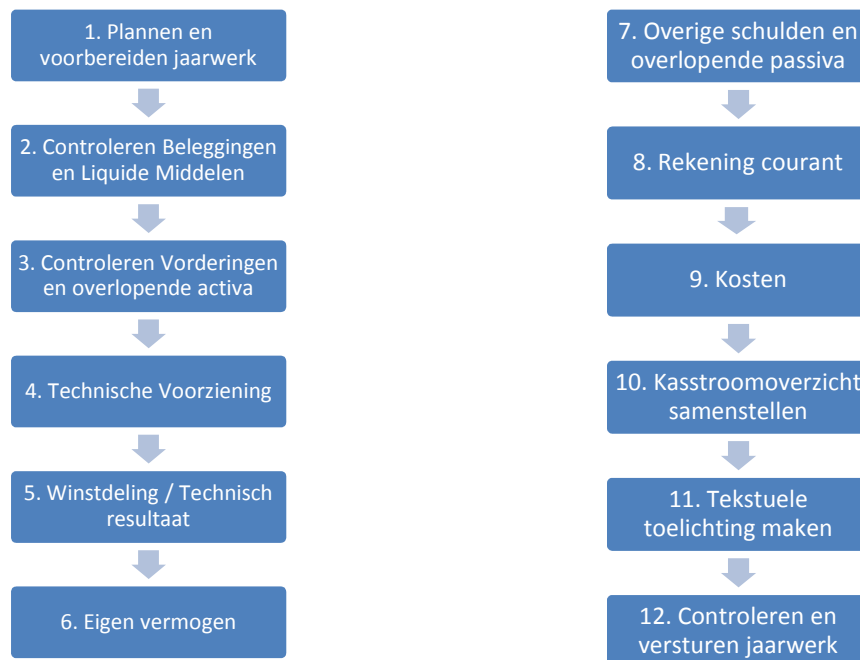 1. Plannen en
voorbereiden jaarwerk
2. Controleren Beleggingen
en Liquide Middelen
3. Controleren Vorderingen
en overlopende activa
4. Technische Voorziening
5. Winstdeling / Technisch
resultaat
6. Eigen vermogen
7. Overige schulden en
overlopende passiva
8. Rekening courant
9. Kosten
10. Kasstroomoverzicht
samenstellen
11. Tekstuele
toelichting maken
12. Controleren en
versturen jaarwerk